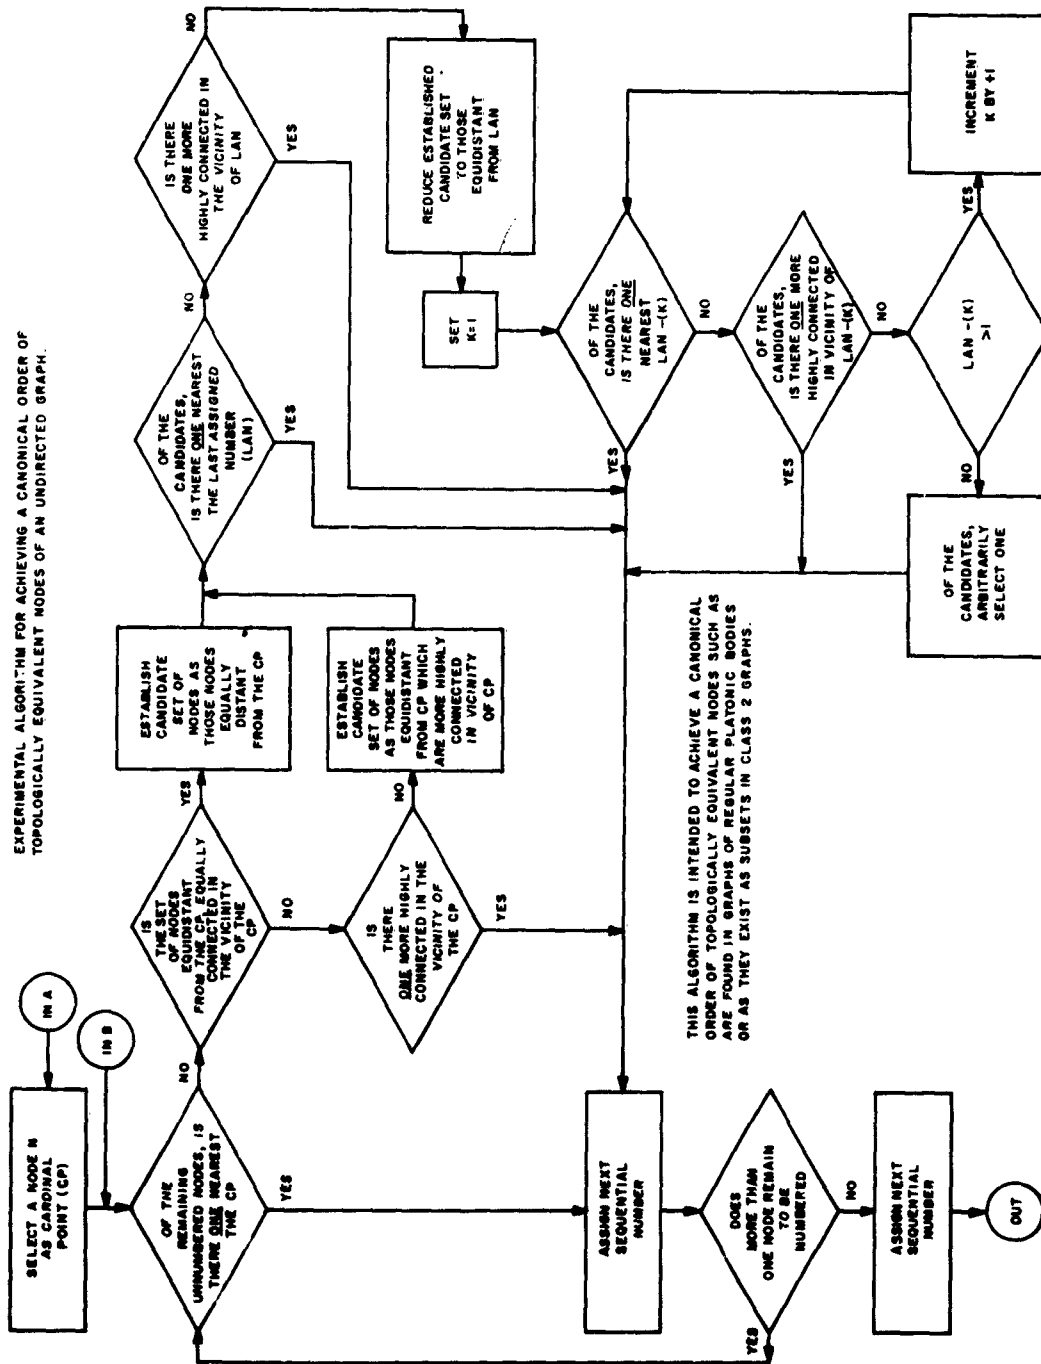 EXPERIMENTAL ALGORITHM FOR ACHIEVING A CANONICAL ORDER OF
TOPOLOGICALLY EQUIVALENT NODES OF AN UNDIRECTED GRAPH.
IN A
SELECT A NODE N
AS CARDINAL
POINT (CP)
IN B
OF THE
REMAINING
UNNUMBERED NODES, IS
THERE ONE NEAREST
THE CP
NO
YES
IS
THE SET
OF NODES
EQUIDISTANT
FROM THE CP EQUALLY
CONNECTED IN
THE VICINITY
OF THE
CP
YES
NO
ESTABLISH
CANDIDATE
SET OF
NODES AS
THOSE NODES
EQUALLY
DISTANT
FROM THE CP
IS
THERE
ONE MORE HIGHLY
CONNECTED IN THE
VICINITY OF
THE CP
NO
YES
ESTABLISH
CANDIDATE
SET OF NODES
AS THOSE NODES
EQUIDISTANT
FROM CP WHICH
ARE MORE HIGHLY
CONNECTED
IN VICINITY
OF CP
OF THE
CANDIDATES,
IS THERE ONE NEAREST
THE LAST ASSIGNED
NUMBER
(LAN)
NO
YES
IS THERE
ONE MORE
HIGHLY CONNECTED IN
THE VICINITY
OF LAN
NO
YES
REDUCE ESTABLISHED
CANDIDATE SET
TO THOSE
EQUIDISTANT
FROM LAN
SET
K=1
OF THE
CANDIDATES,
IS THERE ONE
NEAREST
LAN -(K)
YES
NO
OF THE
CANDIDATES,
IS THERE ONE MORE
HIGHLY CONNECTED
IN VICINITY OF
LAN-(K)
YES
NO
LAN -(K)
>1
YES
NO
INCREMENT
K BY +1
OF THE
CANDIDATES,
ARBITRARILY
SELECT ONE
ASSIGN NEXT
SEQUENTIAL
NUMBER
DOES
MORE THAN
ONE NODE REMAIN
TO BE
NUMBERED
YES
NO
ASSIGN NEXT
SEQUENTIAL
NUMBER
OUT
THIS ALGORITHM IS INTENDED TO ACHIEVE A CANONICAL
ORDER OF TOPOLOGICALLY EQUIVALENT NODES SUCH AS
ARE FOUND IN GRAPHS OF REGULAR PLATONIC BODIES
OR AS THEY EXIST AS SUBSETS IN CLASS 2 GRAPHS.